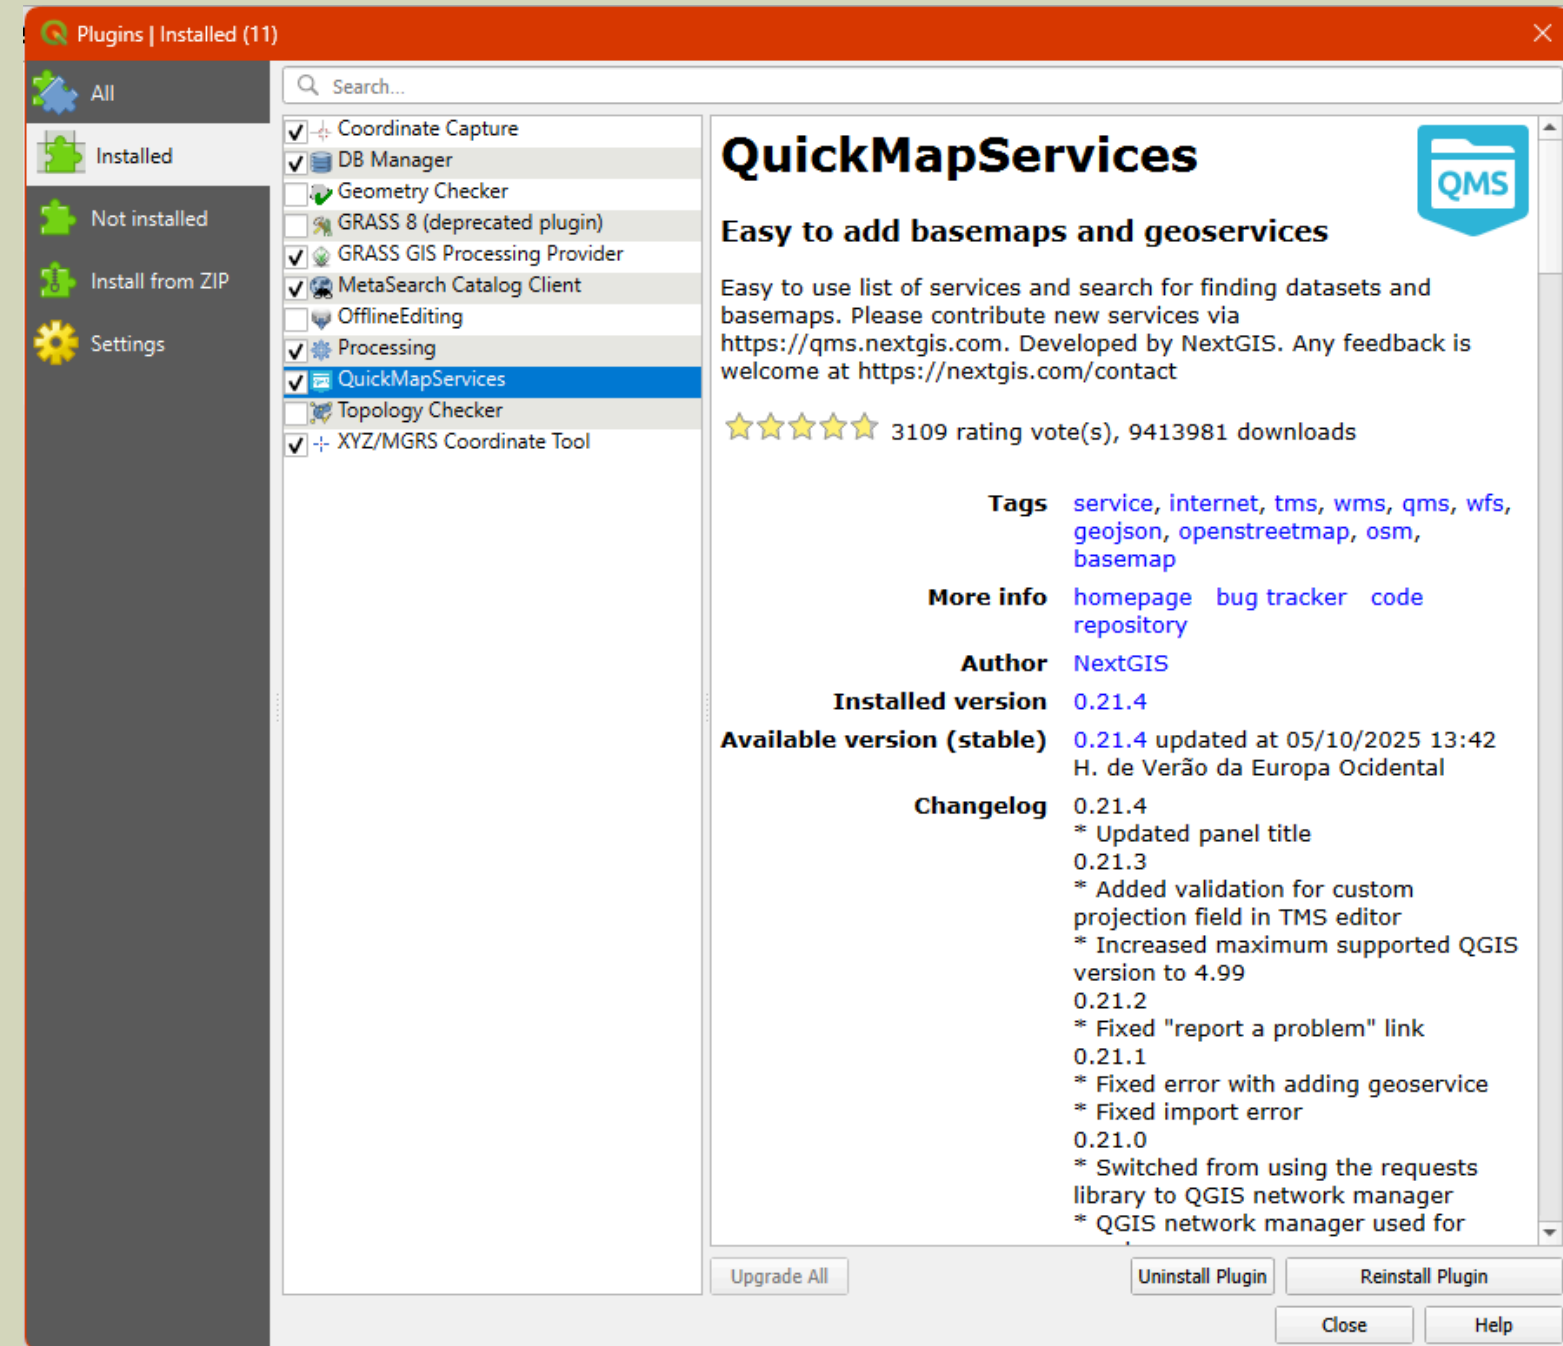 Plugins | Installed (11)
All
Installed
Not installed
Install from ZIP
Settings
Search...
Coordinate Capture
DB Manager
Geometry Checker
GRASS 8 (deprecated plugin)
GRASS GIS Processing Provider
MetaSearch Catalog Client
OfflineEditing
Processing
QuickMapServices
Topology Checker
XYZ/MGRS Coordinate Tool
QuickMapServices
QMS
Easy to add basemaps and geoservices
Easy to use list of services and search for finding datasets and
basemaps. Please contribute new services via
https://qms.nextgis.com. Developed by NextGIS. Any feedback is
welcome at https://nextgis.com/contact
3109 rating vote(s), 9413981 downloads
Tags service, internet, tms, wms, qms, wfs,
geojson, openstreetmap, osm,
basemap
More info homepage bug tracker code
repository
Author NextGIS
Installed version 0.21.4
Available version (stable) 0.21.4 updated at 05/10/2025 13:42
H. de Verão da Europa Ocidental
Changelog 0.21.4
* Updated panel title
0.21.3
* Added validation for custom
projection field in TMS editor
* Increased maximum supported QGIS
version to 4.99
0.21.2
* Fixed "report a problem" link
0.21.1
* Fixed error with adding geoservice
* Fixed import error
0.21.0
* Switched from using the requests
library to QGIS network manager
* QGIS network manager used for
Upgrade All
Uninstall Plugin
Reinstall Plugin
Close
Help